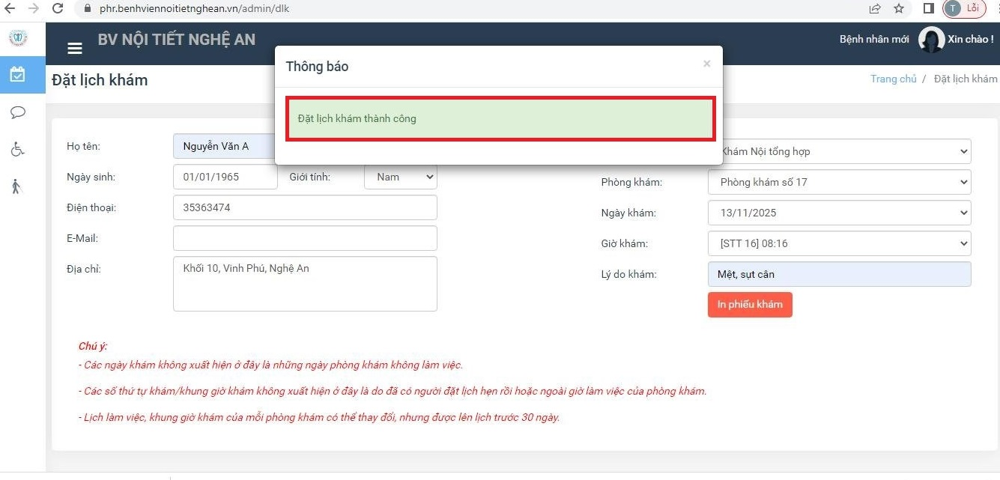 phr.benhviennoitietnghean.vn/admin/dlk
T Lỗi
BV NỘI TIẾT NGHỆ AN
Bệnh nhân mới Xin chào !
Thông báo ×
Đặt lịch khám
Trang chủ / Đặt lịch khám
Đặt lịch khám thành công
Họ tên: Nguyễn Văn A
Khám Nội tổng hợp
Ngày sinh: 01/01/1965 Giới tính: Nam
Phòng khám: Phòng khám số 17
Điện thoại: 35363474
Ngày khám: 13/11/2025
E-Mail:
Giờ khám: [STT 16] 08:16
Địa chỉ: Khối 10, Vinh Phú, Nghệ An
Lý do khám: Mệt, sụt cân
In phiếu khám
Chú ý:
- Các ngày khám không xuất hiện ở đây là những ngày phòng khám không làm việc.
- Các số thứ tự khám/khung giờ khám không xuất hiện ở đây là do đã có người đặt lịch hẹn rồi hoặc ngoài giờ làm việc của phòng khám.
- Lịch làm việc, khung giờ khám của mỗi phòng khám có thể thay đổi, nhưng được lên lịch trước 30 ngày.